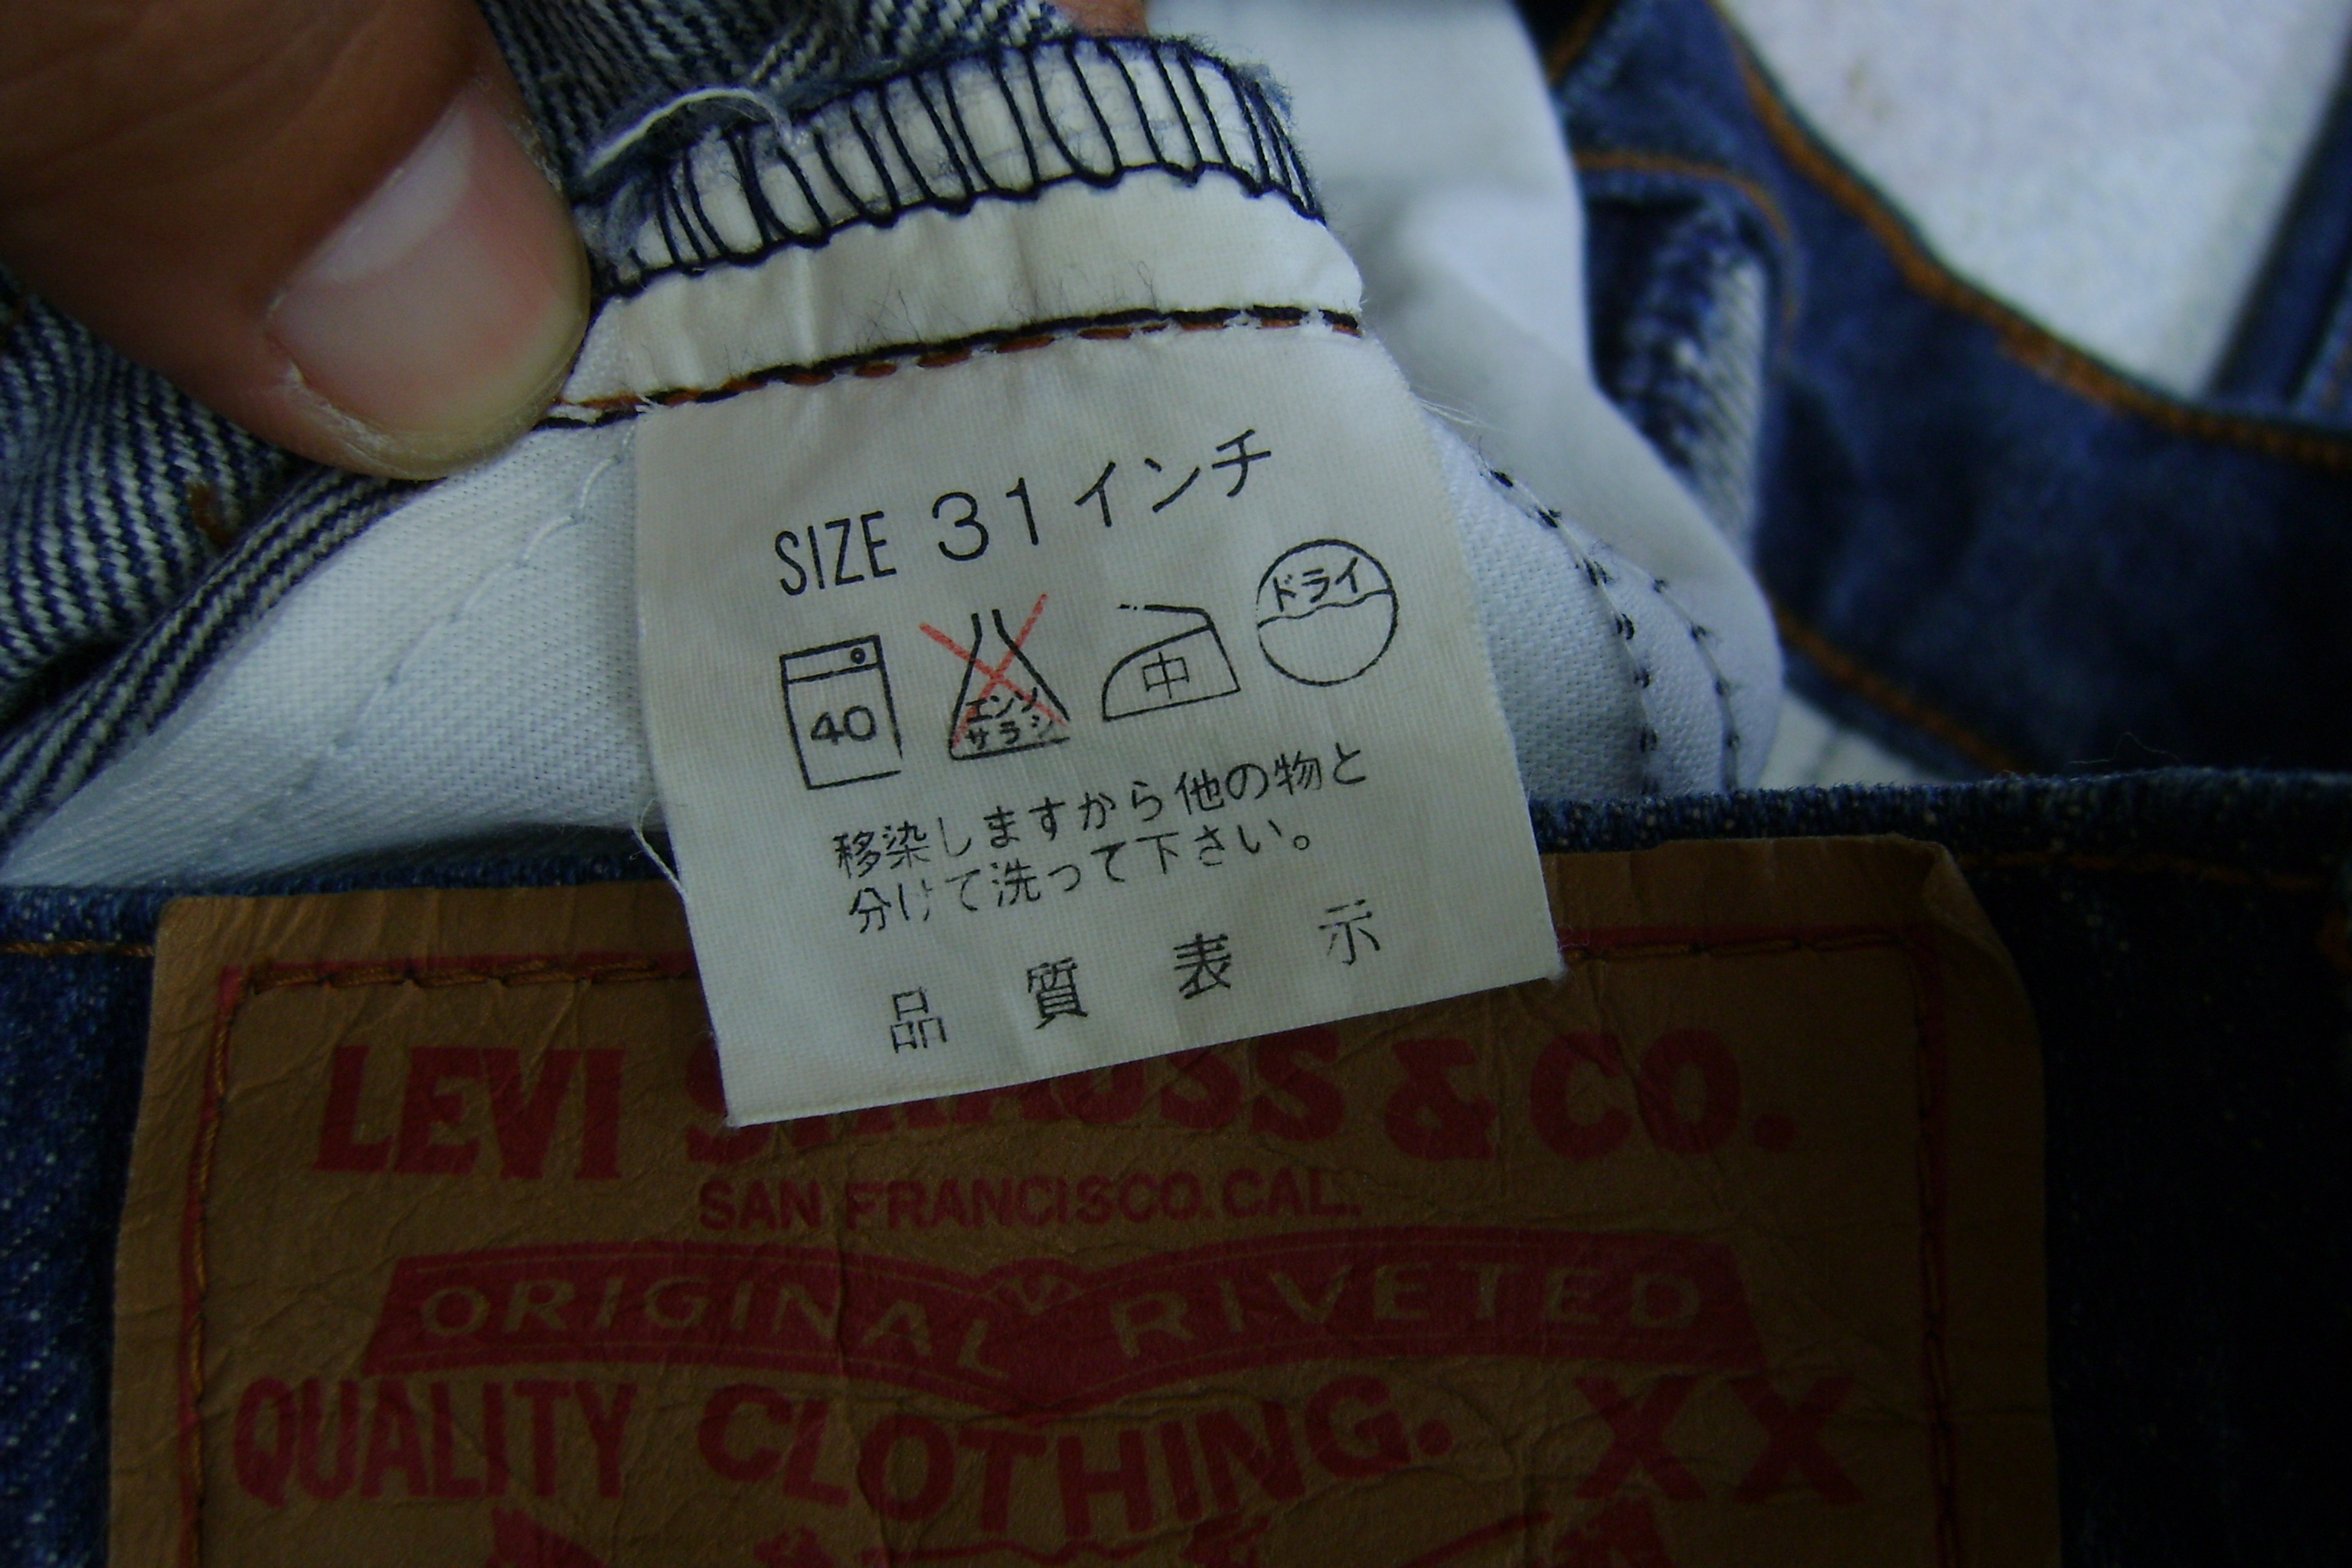 SIZE 31インチ
40
エンソ
サラシ
中
ドライ
移染しますから他の物と
分けて洗って下さい。
品質表示
LEVI STRAUSS & CO.
SAN FRANCISCO. CAL.
ORIGINAL RIVETED
QUALITY CLOTHING. XX